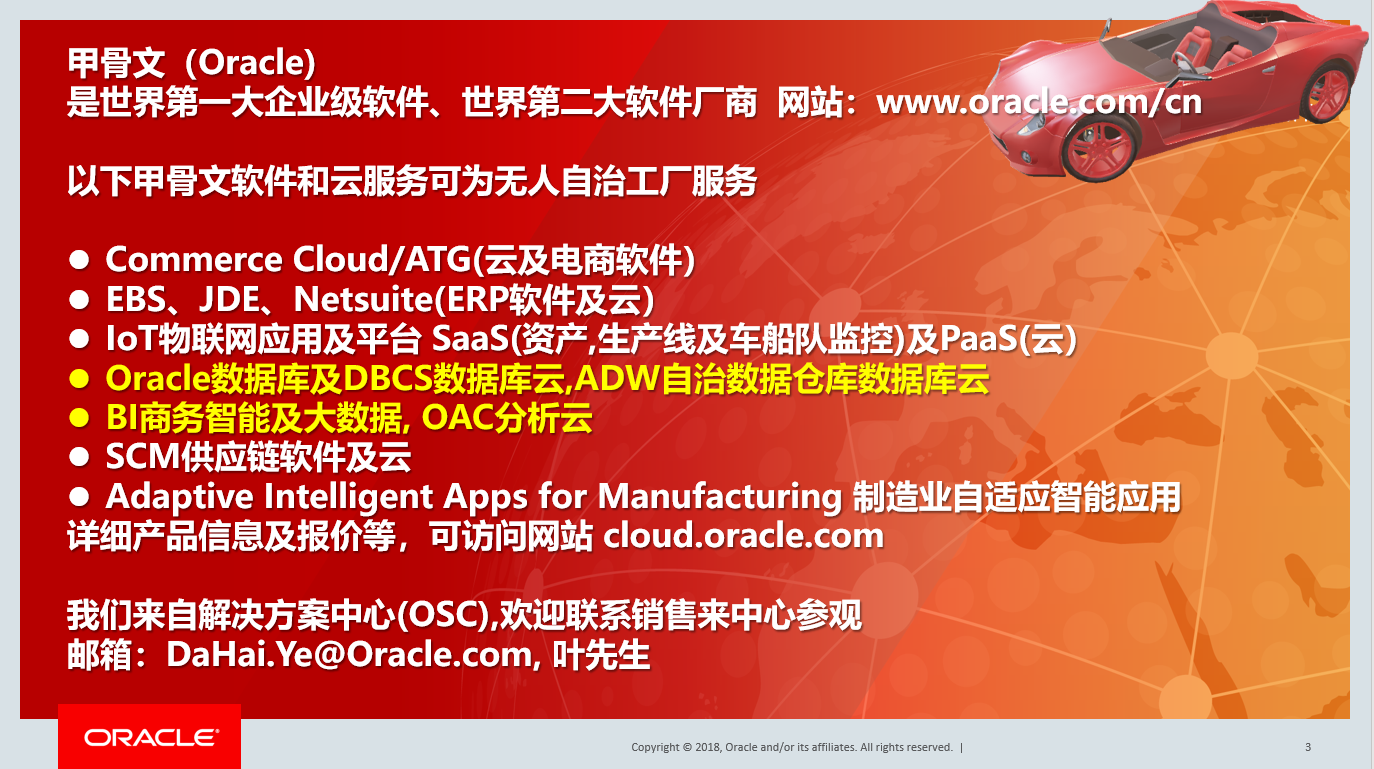 甲骨文（Oracle）
是世界第一大企业级软件、世界第二大软件厂商 网站：www.oracle.com/cn
以下甲骨文软件和云服务可为无人自治工厂服务
● Commerce Cloud/ATG(云及电商软件）
● EBS、JDE、Netsuite(ERP软件及云）
● IoT物联网应用及平台 SaaS(资产,生产线及车船队监控)及PaaS(云）
● Oracle数据库及DBCS数据库云,ADW自治数据仓库数据库云
● BI商务智能及大数据, OAC分析云
● SCM供应链软件及云
● Adaptive Intelligent Apps for Manufacturing 制造业自适应智能应用
详细产品信息及报价等，可访问网站 cloud.oracle.com
我们来自解决方案中心(OSC),欢迎联系销售来中心参观
邮箱：DaHai.Ye@Oracle.com, 叶先生
ORACLE®
Copyright © 2018, Oracle and/or its affiliates. All rights reserved. |
3